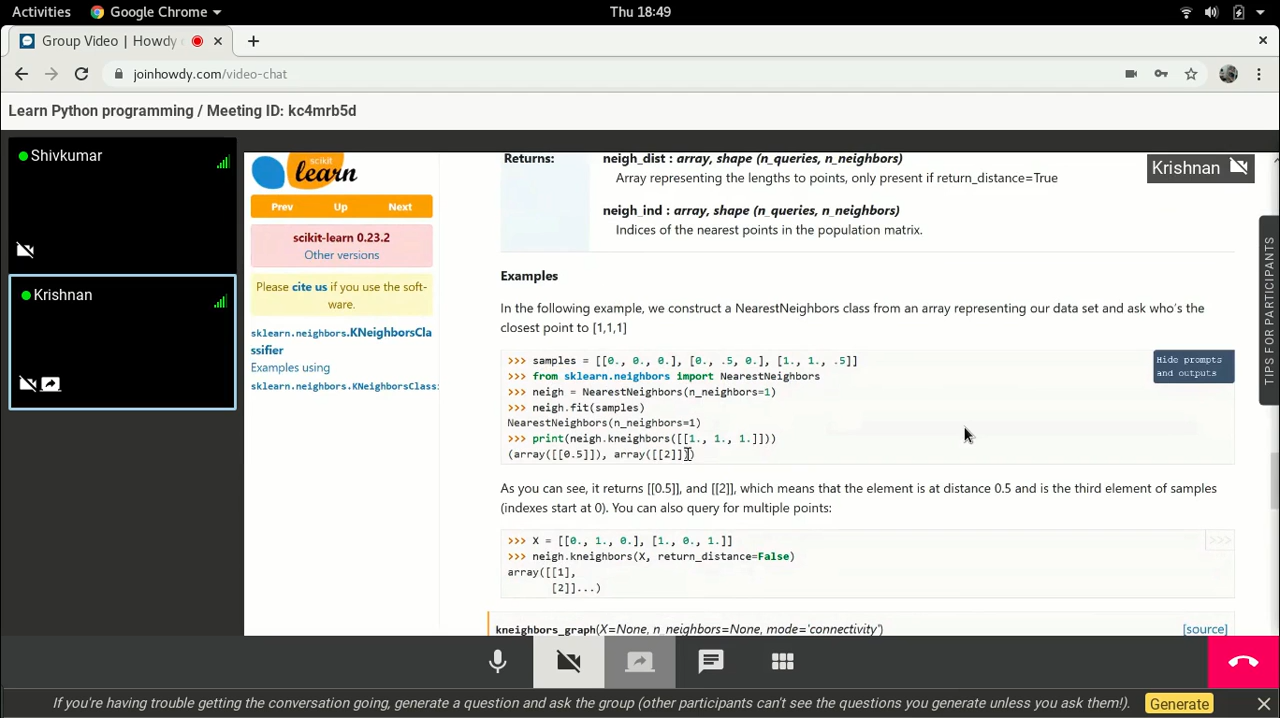 Activities
Google Chrome
Thu 18:49
Group Video | Howdy
joinhowdy.com/video-chat
Learn Python programming / Meeting ID: kc4mrb5d
Shivkumar
Krishnan
scikit
learn
Prev Up Next
scikit-learn 0.23.2
Other versions
Please cite us if you use the soft-
ware.
sklearn.neighbors.KNeighborsCla
ssifier
Examples using
sklearn.neighbors.KNeighborsClass:
Krishnan
Returns:
neigh_dist : array, shape (n_queries, n_neighbors)
Array representing the lengths to points, only present if return_distance=True
neigh_ind : array, shape (n_queries, n_neighbors)
Indices of the nearest points in the population matrix.
Examples
In the following example, we construct a NearestNeighbors class from an array representing our data set and ask who's the
closest point to [1,1,1]
>>> samples = [[0., 0., 0.], [0., .5, 0.], [1., 1., .5]]
>>> from sklearn.neighbors import NearestNeighbors
>>> neigh = NearestNeighbors(n_neighbors=1)
>>> neigh.fit(samples)
NearestNeighbors(n_neighbors=1)
>>> print(neigh.kneighbors([[1., 1., 1.]]))
(array([[0.5]]), array([[2]]))
Hide prompts
and outputs
As you can see, it returns [[0.5]], and [[2]], which means that the element is at distance 0.5 and is the third element of samples
(indexes start at 0). You can also query for multiple points:
>>> X = [[0., 1., 0.], [1., 0., 1.]]
>>> neigh.kneighbors(X, return_distance=False)
array([[1],
[2]]...)
>>>
kneighbors_graph(X=None, n_neighbors=None, mode='connectivity')
[source]
TIPS FOR PARTICIPANTS
If you're having trouble getting the conversation going, generate a question and ask the group (other participants can't see the questions you generate unless you ask them!).
Generate